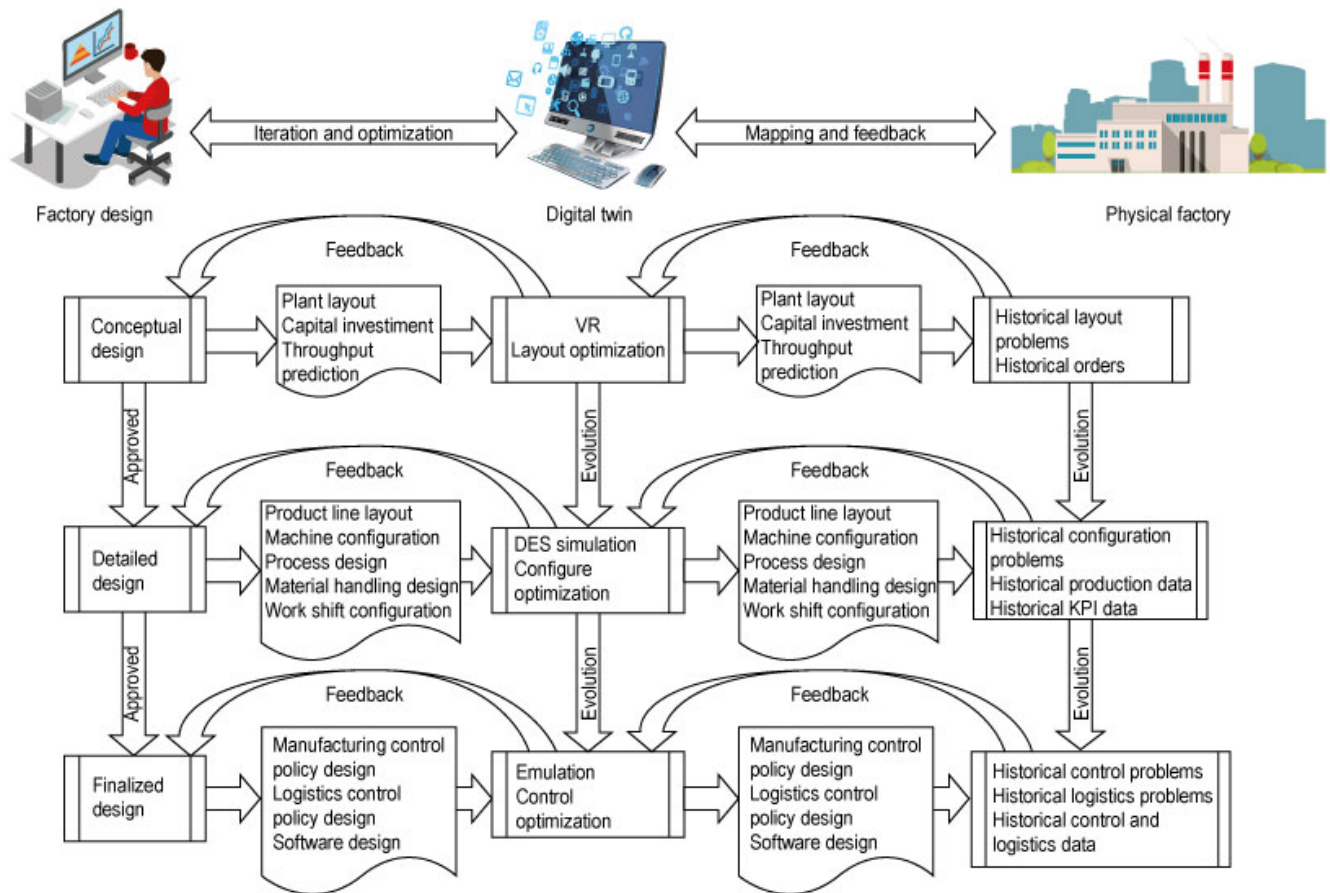 Iteration and optimization
Mapping and feedback
Factory design
Digital twin
Physical factory
Feedback
Feedback
Conceptual
design
Plant layout
Capital investiment
Throughput
prediction
VR
Layout optimization
Plant layout
Capital investment
Throughput
prediction
Historical layout
problems
Historical orders
Approved
Evolution
Evolution
Feedback
Feedback
Detailed
design
Product line layout
Machine configuration
Process design
Material handling design
Work shift configuration
DES simulation
Configure
optimization
Product line layout
Machine configuration
Process design
Material handling design
Work shift configuration
Historical configuration
problems
Historical production data
Historical KPI data
Approved
Evolution
Evolution
Feedback
Feedback
Finalized
design
Manufacturing control
policy design
Logistics control
policy design
Software design
Emulation
Control
optimization
Manufacturing control
policy design
Logistics control
policy design
Software design
Historical control problems
Historical logistics problems
Historical control and
logistics data